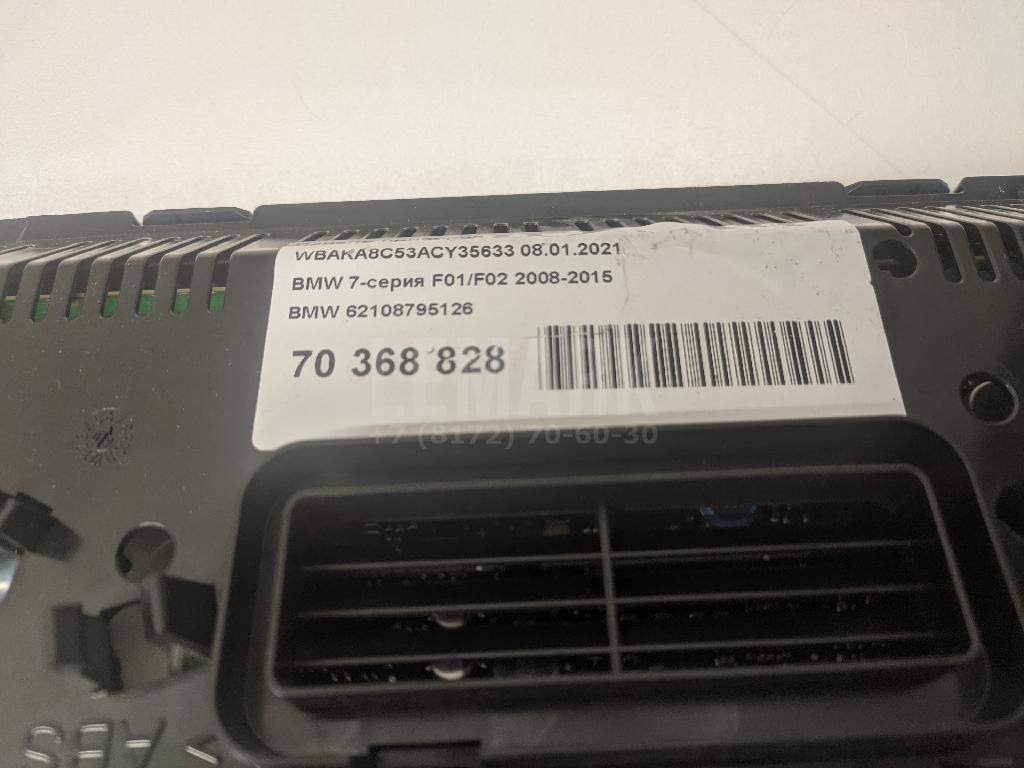 WBAKA8C53ACY35633 08.01.2021
BMW 7-серия F01/F02 2008-2015
BMW 62108795126
70 368 828
LEMARK
+7 (8172) 70-60-30
>ABS